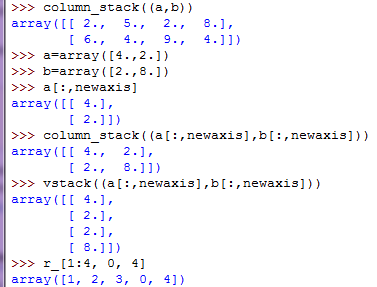 >>> column_stack((a,b))
array([[ 2.,  5.,  2.,  8.],
       [ 6.,  4.,  9.,  4.]])
>>> a=array([4.,2.])
>>> b=array([2.,8.])
>>> a[:,newaxis]
array([[ 4.],
       [ 2.]])
>>> column_stack((a[:,newaxis],b[:,newaxis]))
array([[ 4.,  2.],
       [ 2.,  8.]])
>>> vstack((a[:,newaxis],b[:,newaxis]))
array([[ 4.],
       [ 2.],
       [ 2.],
       [ 8.]])
>>> r_[1:4, 0, 4]
array([1, 2, 3, 0, 4])